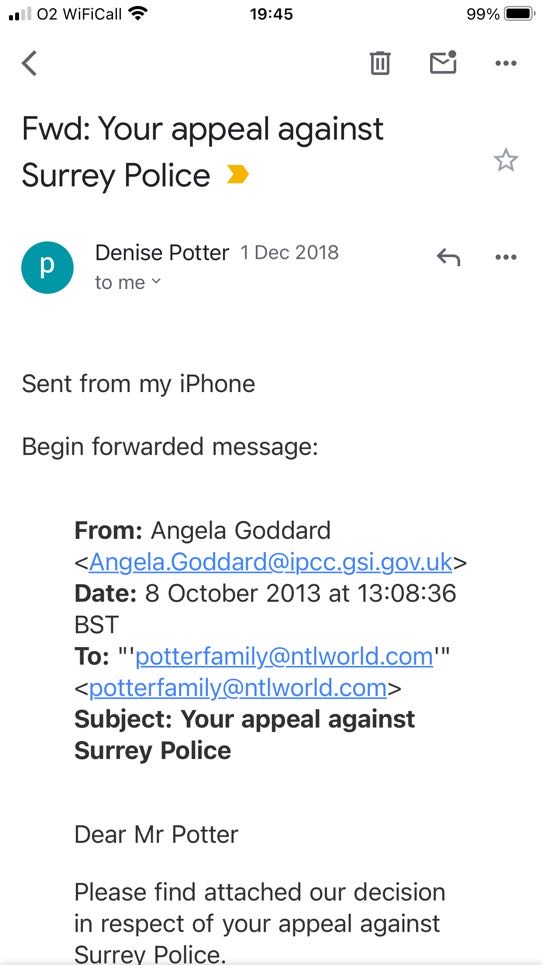 O2 WiFiCall 19:45 99%
Fwd: Your appeal against
Surrey Police
p
Denise Potter 1 Dec 2018
to me
Sent from my iPhone
Begin forwarded message:
From: Angela Goddard
<Angela.Goddard@ipcc.gsi.gov.uk>
Date: 8 October 2013 at 13:08:36
BST
To: "'potterfamily@ntlworld.com'"
<potterfamily@ntlworld.com>
Subject: Your appeal against
Surrey Police
Dear Mr Potter
Please find attached our decision
in respect of your appeal against
Surrey Police.